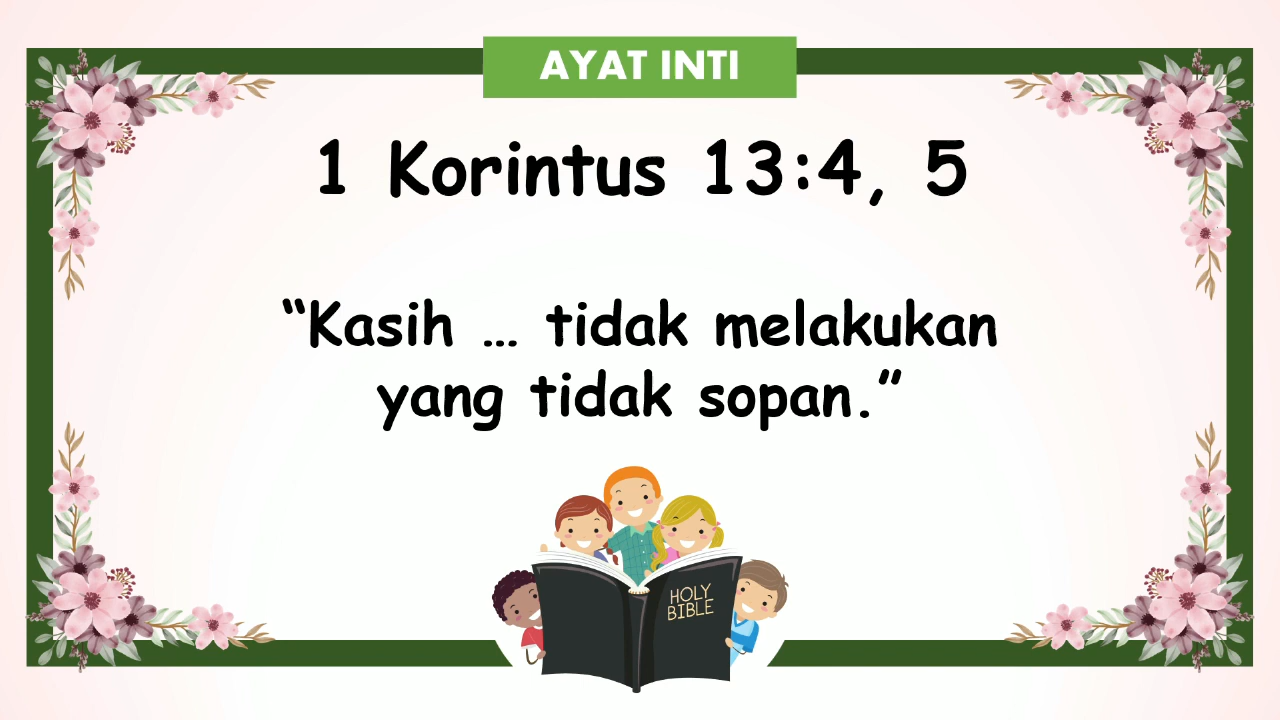 AYAT INTI
1 Korintus 13:4, 5
“Kasih … tidak melakukan
yang tidak sopan.”
HOLY
BIBLE